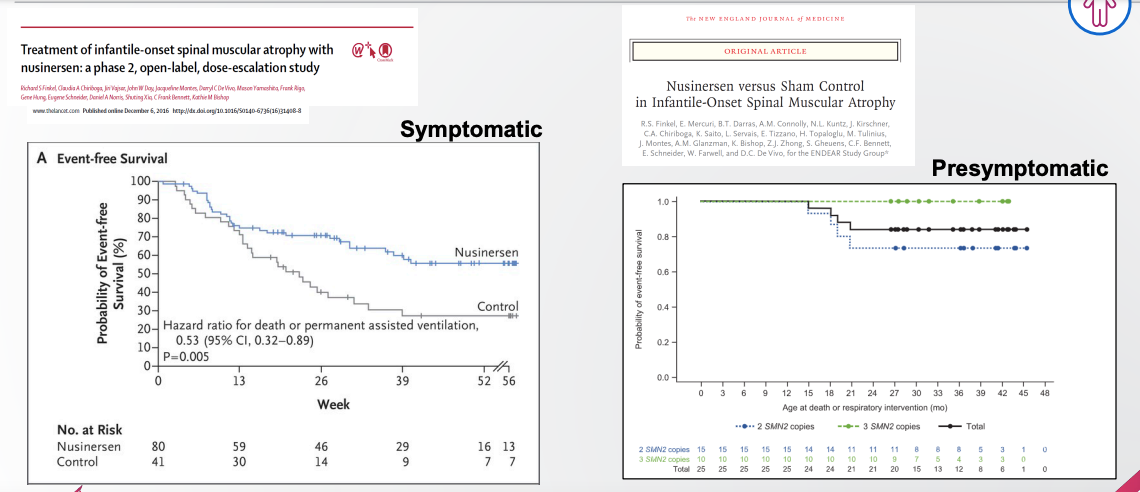 Treatment of infantile-onset spinal muscular atrophy with
nusinersen: a phase 2, open-label, dose-escalation study
Richard S Finkel, Claudia A Chiriboga, Jiri Vajsar, John W Day, Jacqueline Montes, Darryl C De Vivo, Mason Yamashita, Frank Rigo,
Gene Hung, Eugene Schneider, Daniel A Norris, Shuting Xia, C Frank Bennett, Kathie M Bishop
www.thelancet.com Published online December 6, 2016 http://dx.doi.org/10.1016/S0140-6736(16)31408-8
Symptomatic
A Event-free Survival
Probability of Event-free
Survival (%)
100
90
80
70
60
50
40
30
20
10
0
Nusinersen
Control
Hazard ratio for death or permanent assisted ventilation,
0.53 (95% CI, 0.32–0.89)
P=0.005
0 13 26 39 52 56
Week
No. at Risk
Nusinersen 80 59 46 29 16 13
Control 41 30 14 9 7 7
The NEW ENGLAND JOURNAL of MEDICINE
ORIGINAL ARTICLE
Nusinersen versus Sham Control
in Infantile-Onset Spinal Muscular Atrophy
R.S. Finkel, E. Mercuri, B.T. Darras, A.M. Connolly, N.L. Kuntz, J. Kirschner,
C.A. Chiriboga, K. Saito, L. Servais, E. Tizzano, H. Topaloglu, M. Tulinius,
J. Montes, A.M. Glanzman, K. Bishop, Z.J. Zhong, S. Gheuens, C.F. Bennett,
E. Schneider, W. Farwell, and D.C. De Vivo, for the ENDEAR Study Group*
Presymptomatic
Probability of event-free survival
1.0
0.8
0.6
0.4
0.2
0.0
0 3 6 9 12 15 18 21 24 27 30 33 36 39 42 45 48
Age at death or respiratory intervention (mo)
2 SMN2 copies 3 SMN2 copies Total
2 SMN2 copies 15 15 15 15 15 14 14 11 11 11 8 8 8 5 3 1 0
3 SMN2 copies 10 10 10 10 10 10 10 10 10 9 7 5 4 3 3 0
Total 25 25 25 25 25 24 24 21 21 20 15 13 12 8 6 1 0